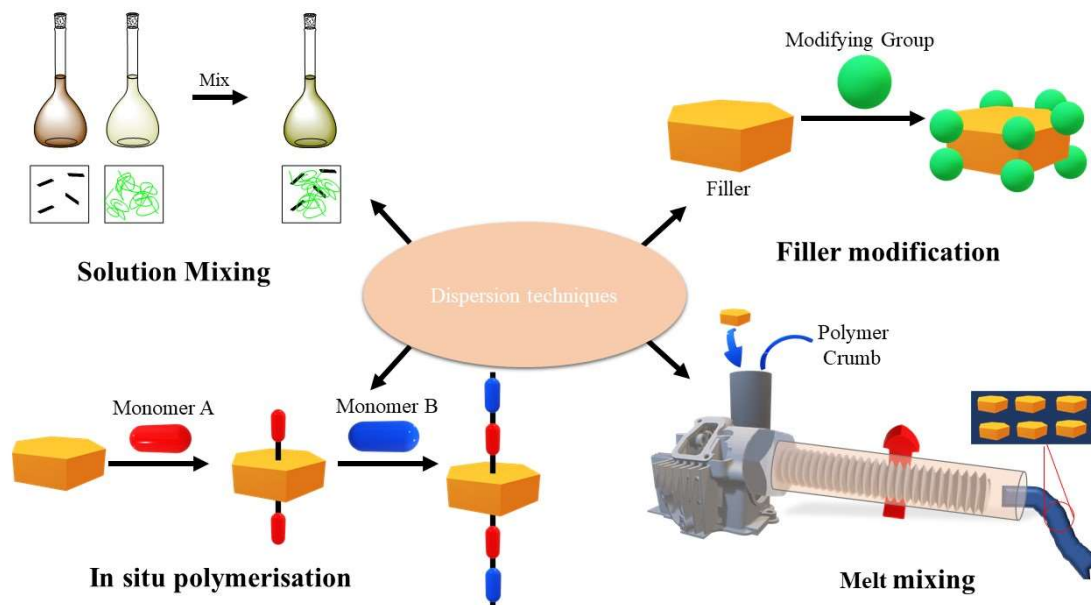 Mix
Solution Mixing
Modifying Group
Filler
Filler modification
Dispersion techniques
Monomer A
Monomer B
In situ polymerisation
Polymer
Crumb
Melt mixing